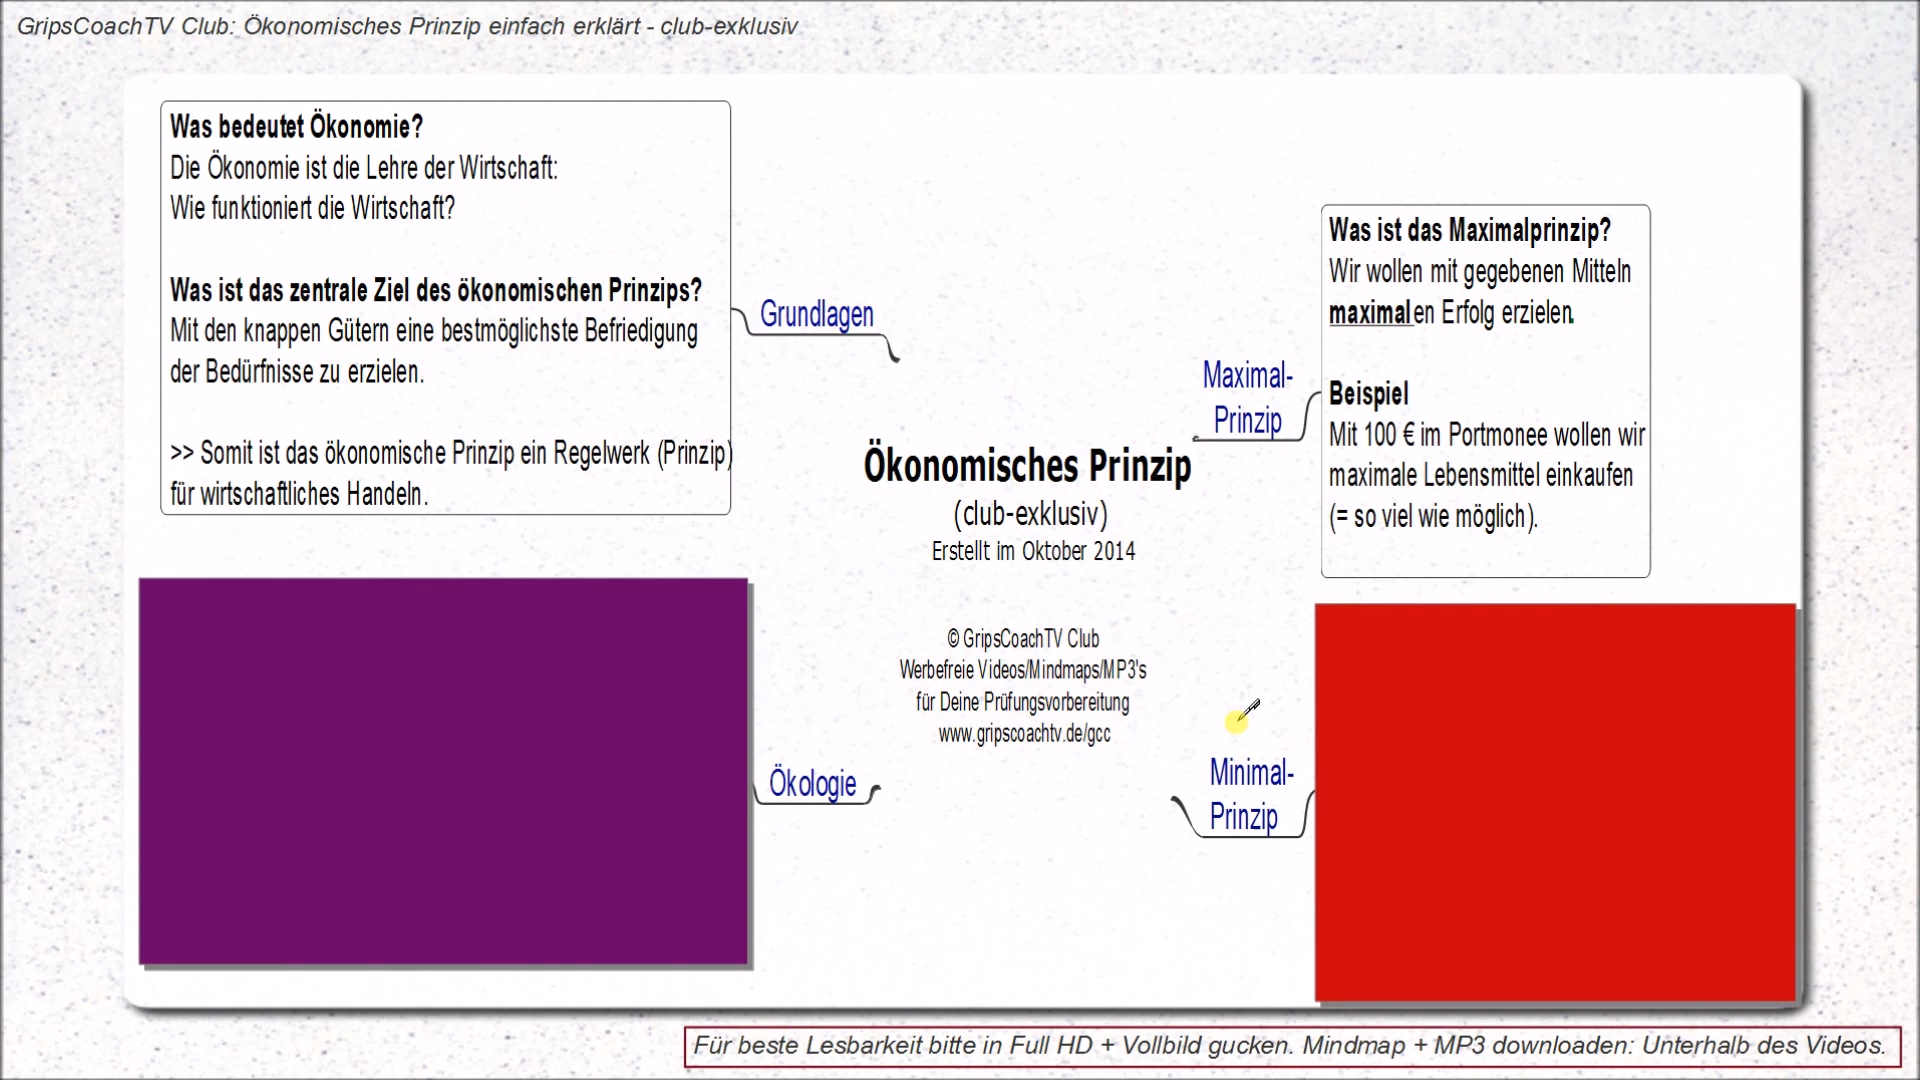 GripsCoachTV Club: Ökonomisches Prinzip einfach erklärt - club-exklusiv
Was bedeutet Ökonomie?
Die Ökonomie ist die Lehre der Wirtschaft:
Wie funktioniert die Wirtschaft?
Was ist das zentrale Ziel des ökonomischen Prinzips?
Mit den knappen Gütern eine bestmöglichste Befriedigung
der Bedürfnisse zu erzielen.
>> Somit ist das ökonomische Prinzip ein Regelwerk (Prinzip)
für wirtschaftliches Handeln.
Grundlagen
Ökonomisches Prinzip
(club-exklusiv)
Erstellt im Oktober 2014
© GripsCoachTV Club
Werbefreie Videos/Mindmaps/MP3's
für Deine Prüfungsvorbereitung
www.gripscoachtv.de/gcc
Maximal-
Prinzip
Was ist das Maximalprinzip?
Wir wollen mit gegebenen Mitteln
maximalen Erfolg erzielen.
Beispiel
Mit 100 € im Portmonee wollen wir
maximale Lebensmittel einkaufen
(= so viel wie möglich).
Ökologie
Minimal-
Prinzip
Für beste Lesbarkeit bitte in Full HD + Vollbild gucken. Mindmap + MP3 downloaden: Unterhalb des Videos.